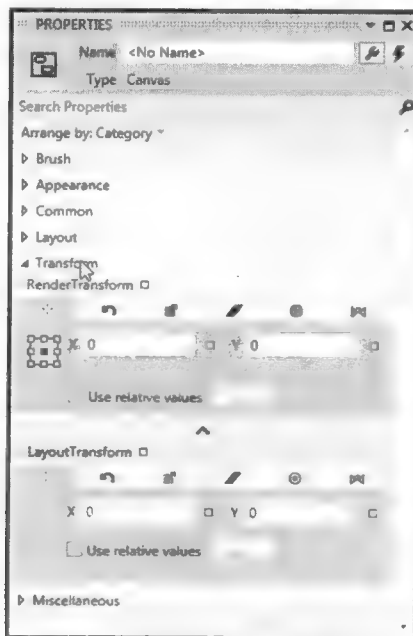 PROPERTIES
Name <No Name>
Type Canvas
Search Properties
Arrange by: Category
Brush
Appearance
Common
Layout
Transform
RenderTransform
X 0 Y 0
Use relative values
LayoutTransform
X 0 Y 0
Use relative values
Miscellaneous